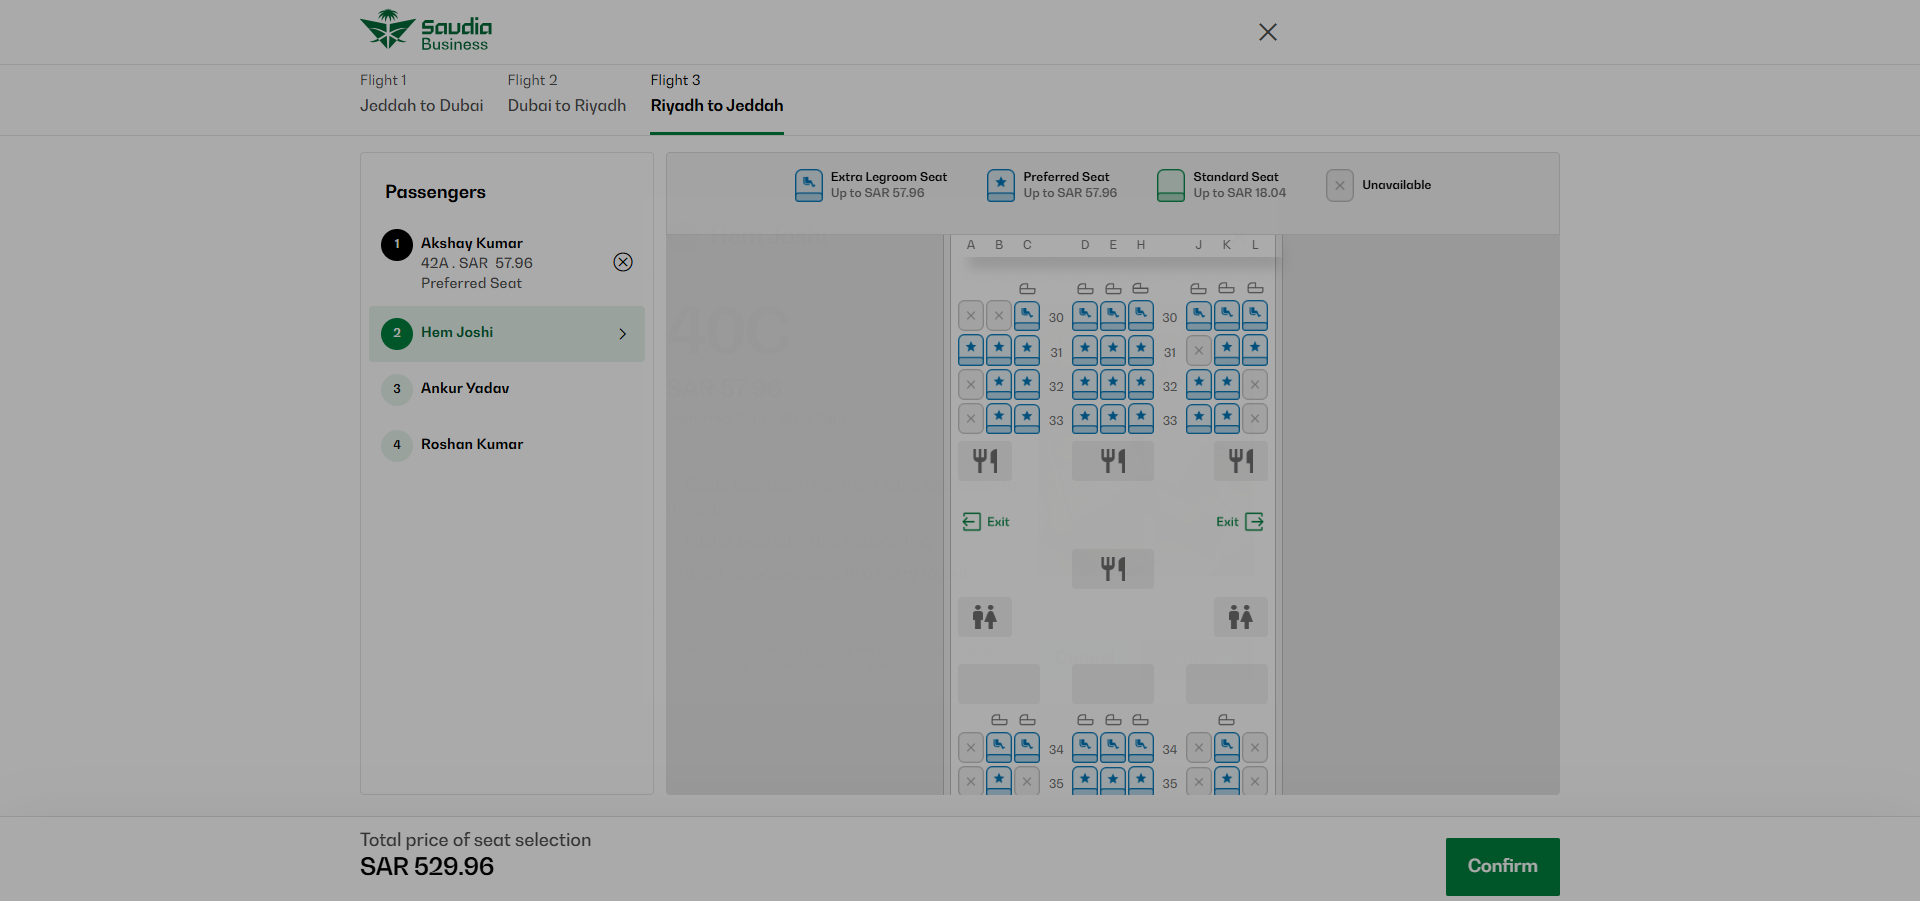 Saudia
Business
Flight 1
Jeddah to Dubai
Flight 2
Dubai to Riyadh
Flight 3
Riyadh to Jeddah
Passengers
1
Akshay Kumar
42A . SAR 57.96
Preferred Seat
2
Hem Joshi
3
Ankur Yadav
4
Roshan Kumar
Extra Legroom Seat
Up to SAR 57.96
Preferred Seat
Up to SAR 57.96
Standard Seat
Up to SAR 18.04
Unavailable
A B C D E H J K L
30 30
31 31
32 32
33 33
Exit Exit
34 34
35 35
40C
Total price of seat selection
SAR 529.96
Confirm